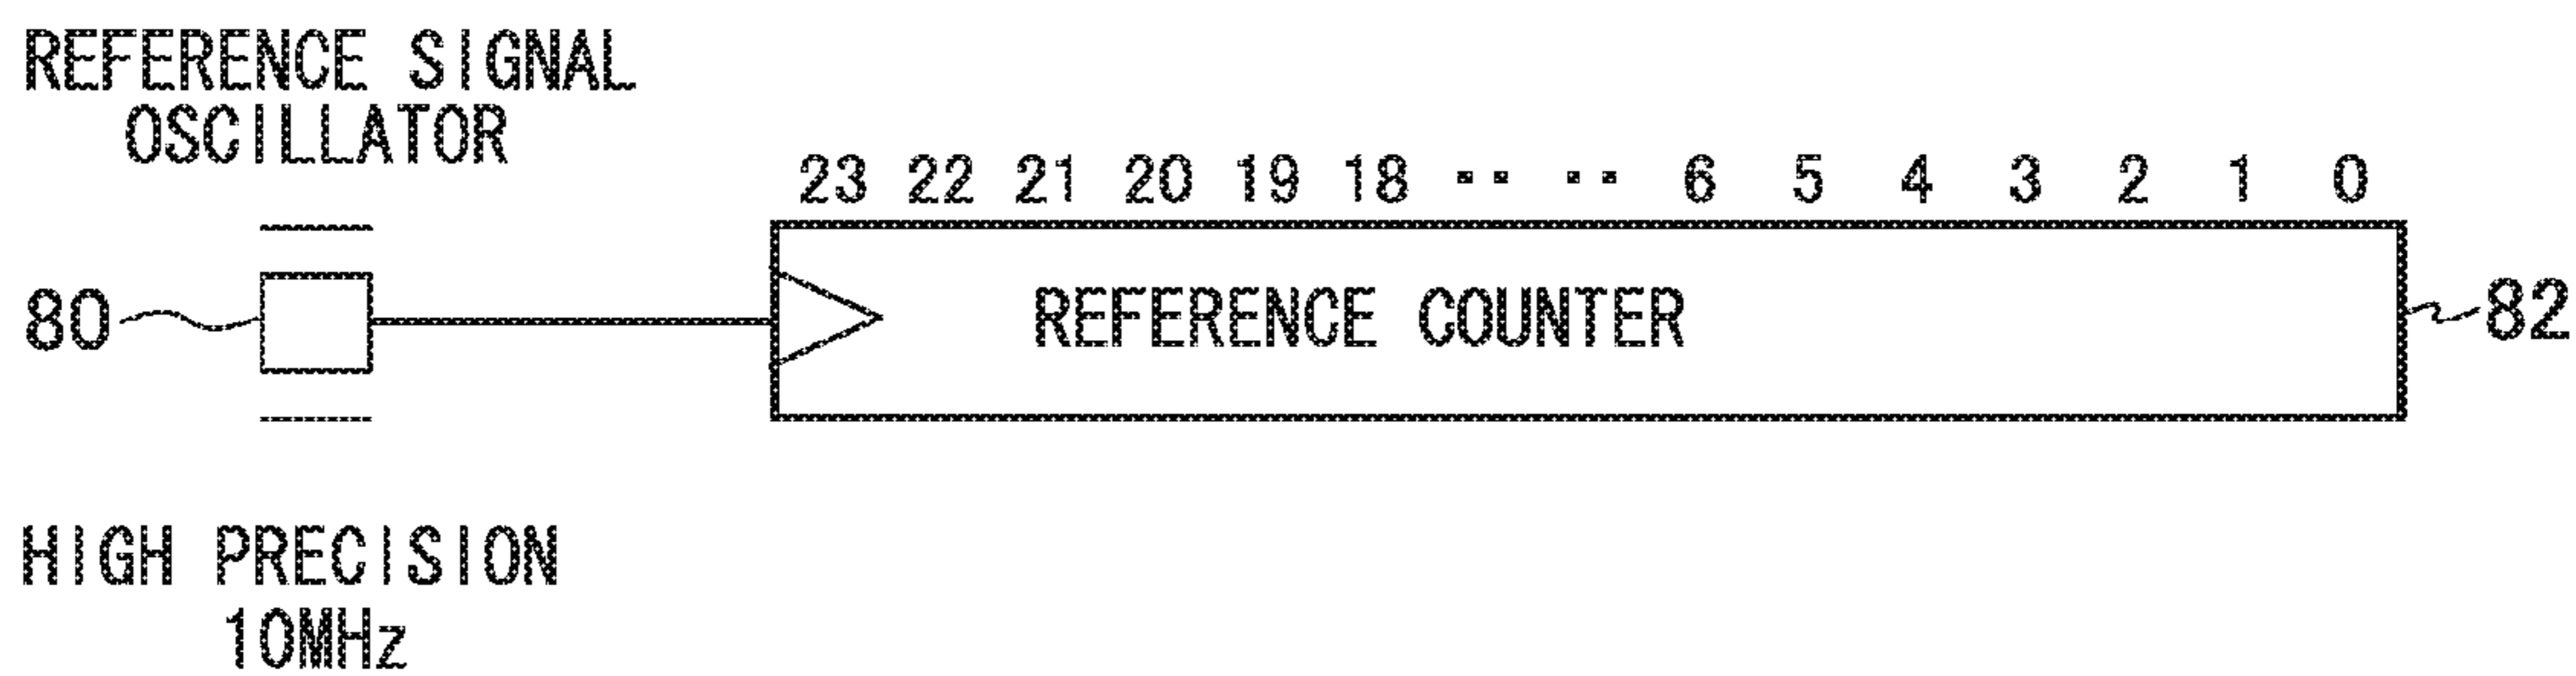 REFERENCE SIGNAL
OSCILLATOR
23 22 21 20 19 18 ‥ ‥ 6 5 4 3 2 1 0
80
REFERENCE COUNTER
82
HIGH PRECISION
10MHz